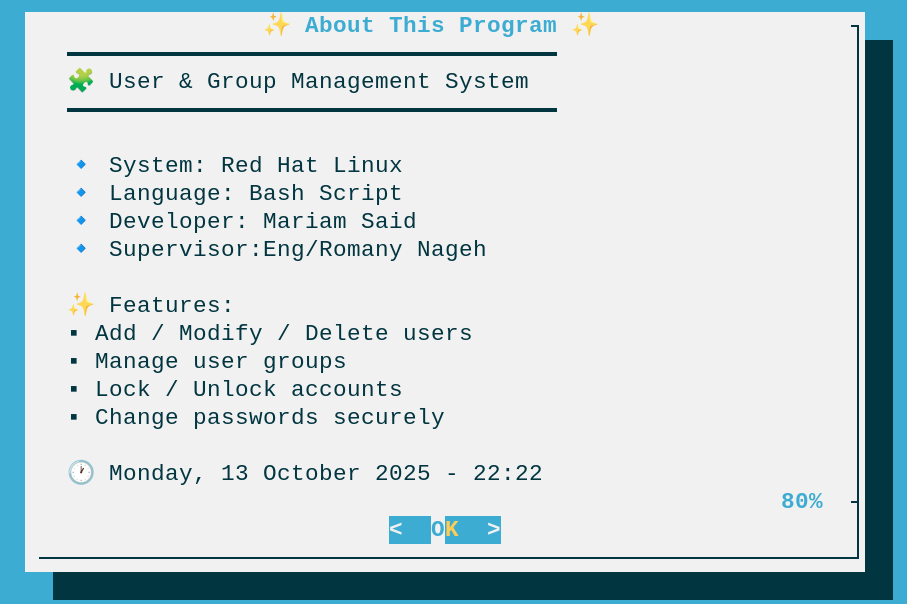 ✨ About This Program ✨
🧩 User & Group Management System
🔹 System: Red Hat Linux
🔹 Language: Bash Script
🔹 Developer: Mariam Said
🔹 Supervisor:Eng/Romany Nageh
✨ Features:
▪ Add / Modify / Delete users
▪ Manage user groups
▪ Lock / Unlock accounts
▪ Change passwords securely
🕐 Monday, 13 October 2025 - 22:22
80%
<  OK  >